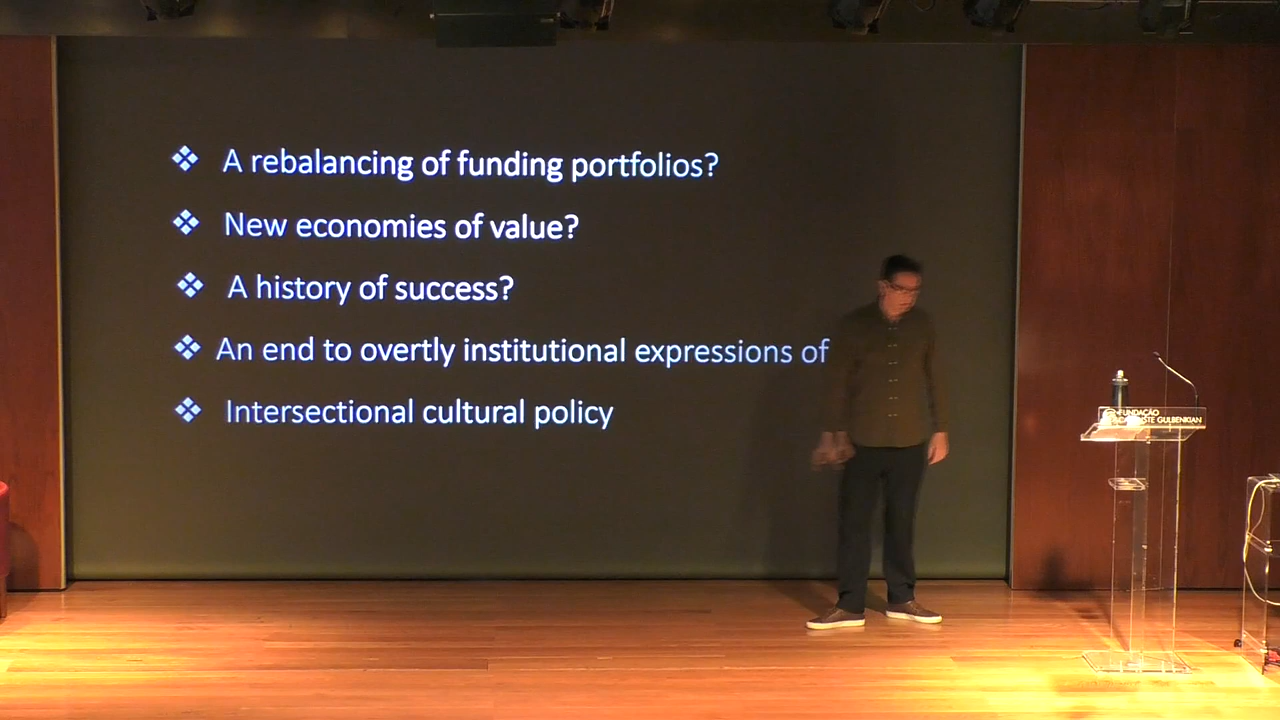 A rebalancing of funding portfolios?
New economies of value?
A history of success?
An end to overtly institutional expressions of
Intersectional cultural policy
FUNDAÇÃO
GULBENKIAN